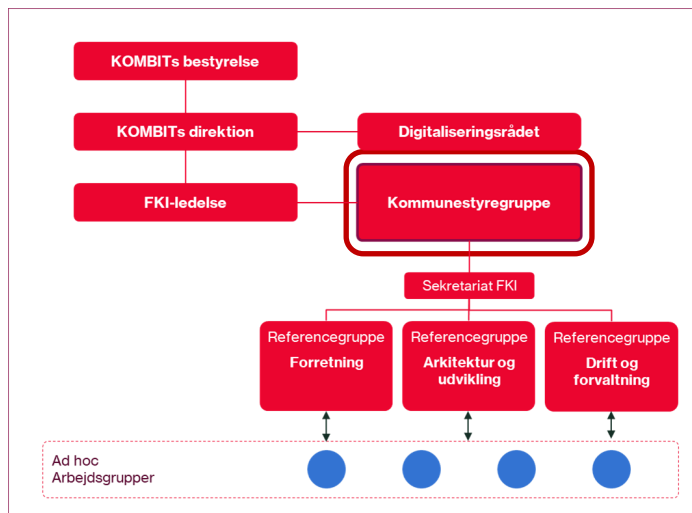 KOMBITs bestyrelse
KOMBITs direktion
Digitaliseringsrådet
FKI-ledelse
Kommunestyregruppe
Sekretariat FKI
Referencegruppe
Forretning
Referencegruppe
Arkitektur og
udvikling
Referencegruppe
Drift og
forvaltning
Ad hoc
Arbejdsgrupper